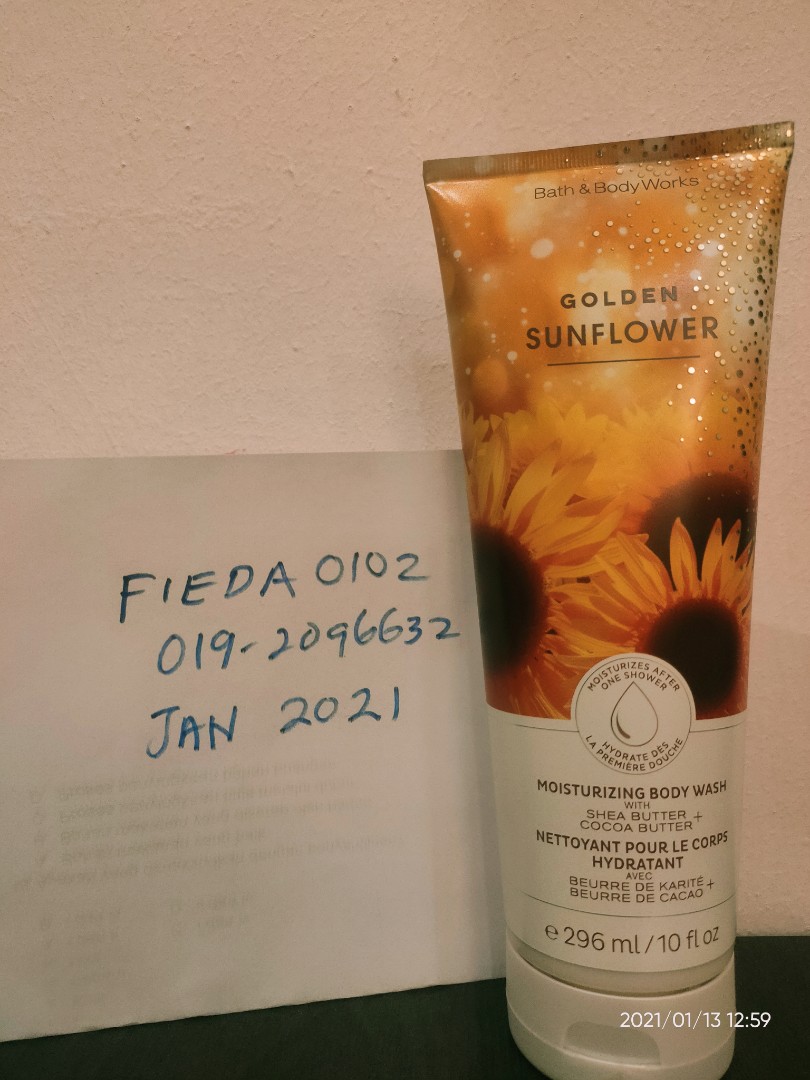 Bath & Body Works
GOLDEN
SUNFLOWER
FIEDA 0102
019-2096632
JAN 2021
MOISTURIZES AFTER
ONE SHOWER
HYDRATE DÈS
LA PREMIÈRE DOUCHE
MOISTURIZING BODY WASH
WITH
SHEA BUTTER +
COCOA BUTTER
NETTOYANT POUR LE CORPS
HYDRATANT
AVEC
BEURRE DE KARITÉ +
BEURRE DE CACAO
e 296 ml / 10 fl oz
2021/01/13 12:59